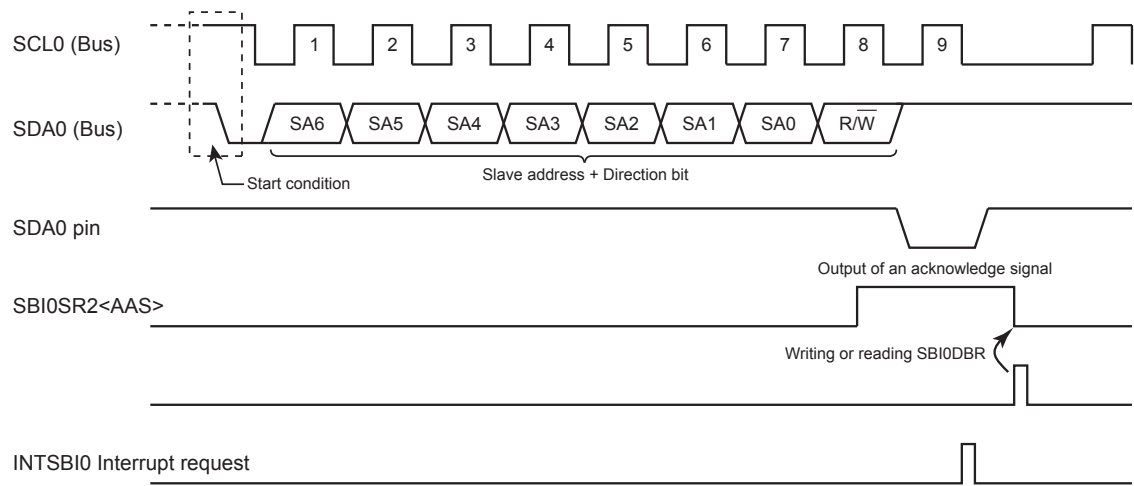 SCL0 (Bus)
1 2 3 4 5 6 7 8 9
SDA0 (Bus)
SA6 SA5 SA4 SA3 SA2 SA1 SA0 R/W̅
Start condition
Slave address + Direction bit
SDA0 pin
Output of an acknowledge signal
SBI0SR2<AAS>
Writing or reading SBI0DBR
INTSBI0 Interrupt request